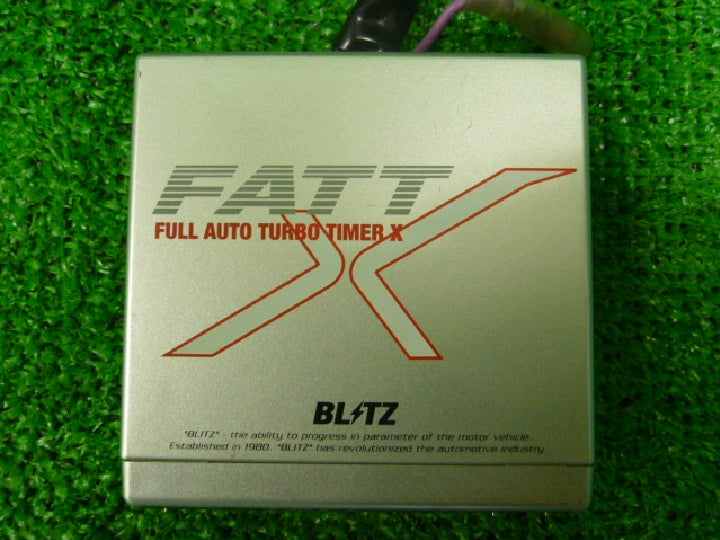 FATT
FULL AUTO TURBO TIMER X
X
BLITZ
"BLITZ" - the ability to progress in parameter of the motor vehicle.
Established in 1980. "BLITZ" has revolutionized the automotive industry.